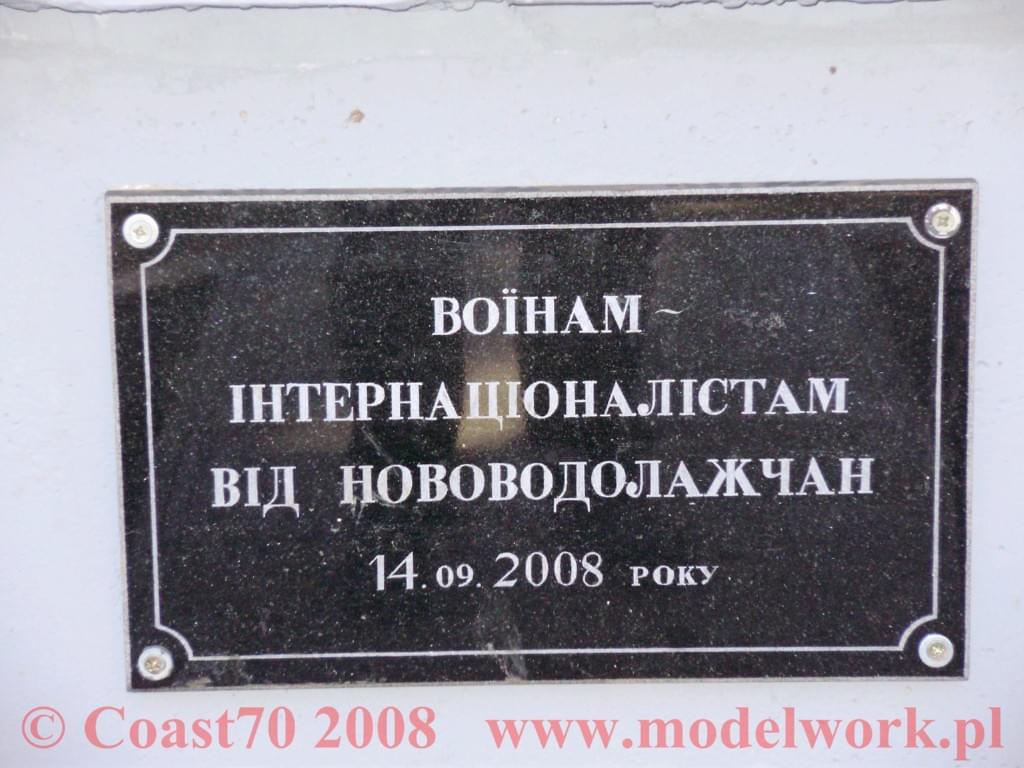 ВОЇНАМ ~
ІНТЕРНАЦІОНАЛІСТАМ
ВІД НОВОВОДОЛАЖЧАН
14.09.2008 РОКУ
© Coast70 2008 www.modelwork.pl